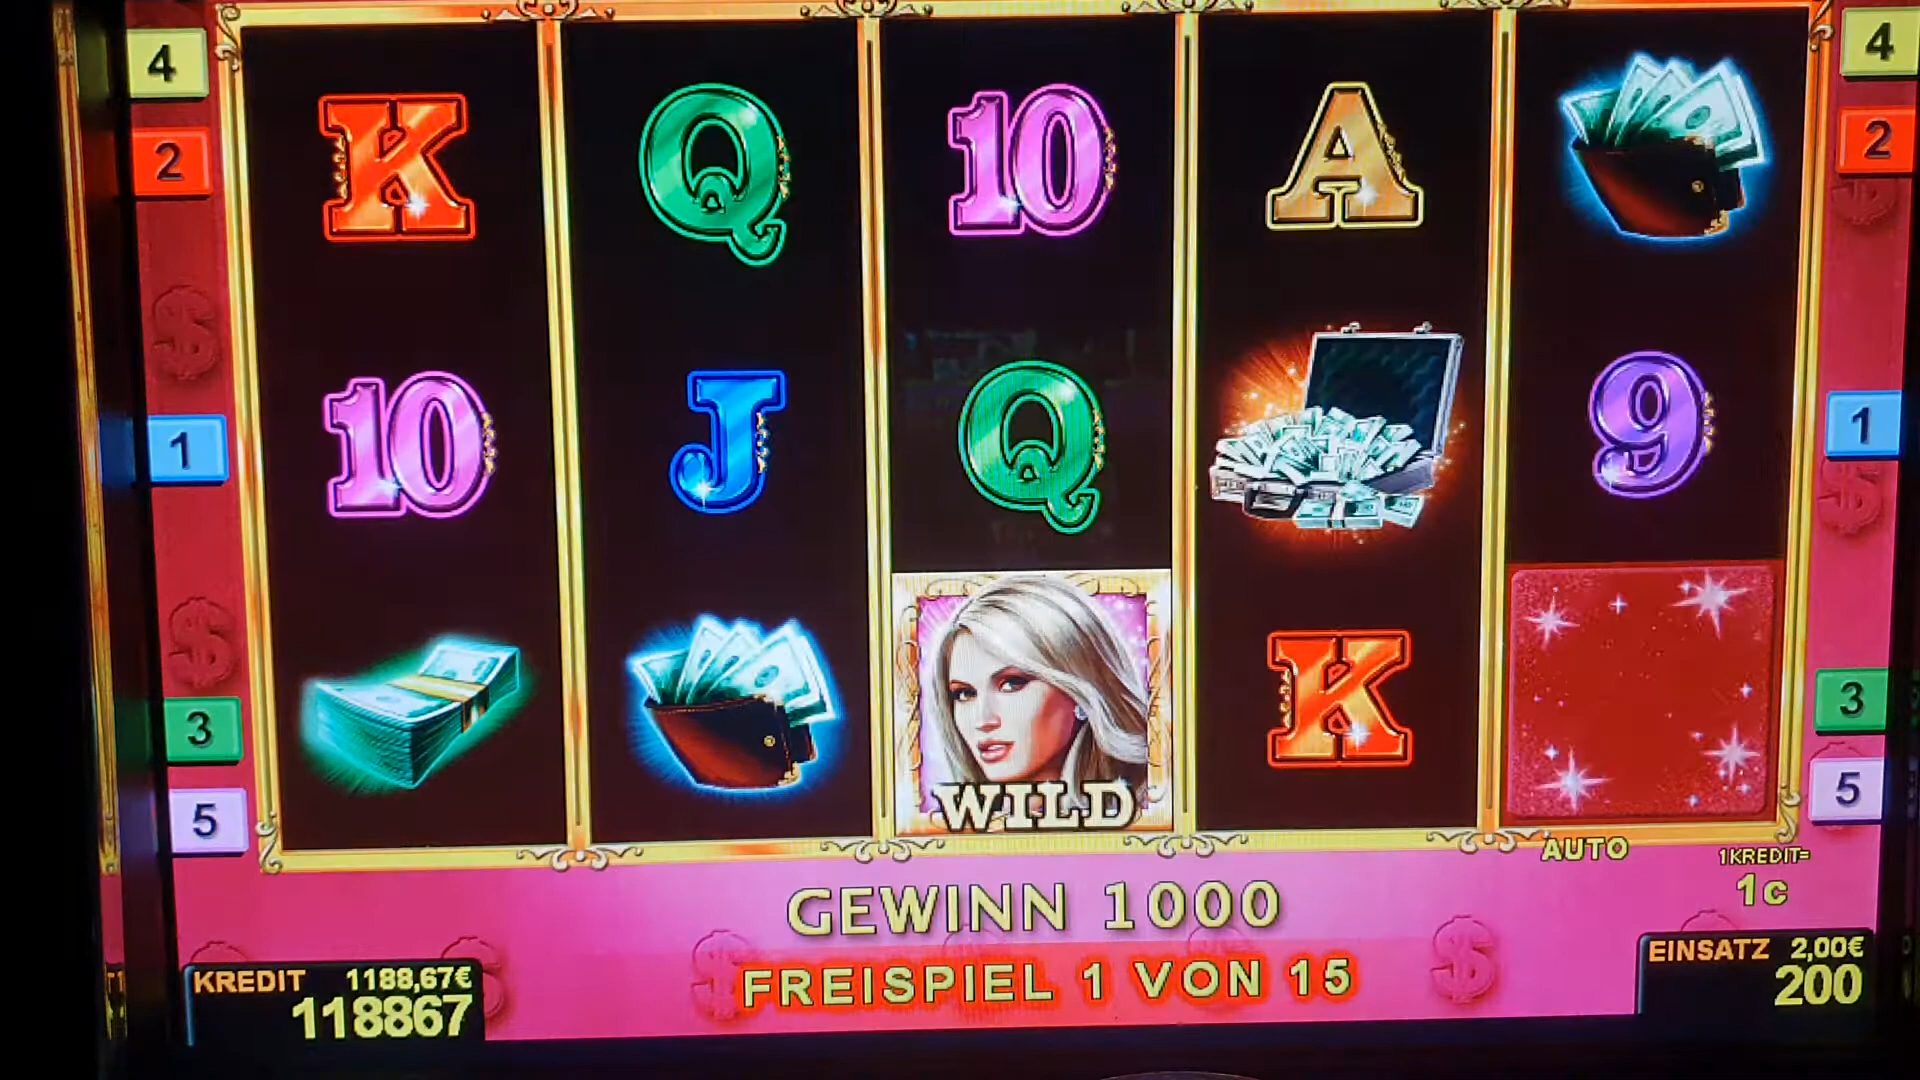 4 K Q 10 A 4
2 2
1 10 J Q 9 1
3 K 3
5 WILD 5
AUTO 1KREDIT=
GEWINN 1000 1c
KREDIT 1188,67€ FREISPIEL 1 VON 15 EINSATZ 2,00€
118867 200